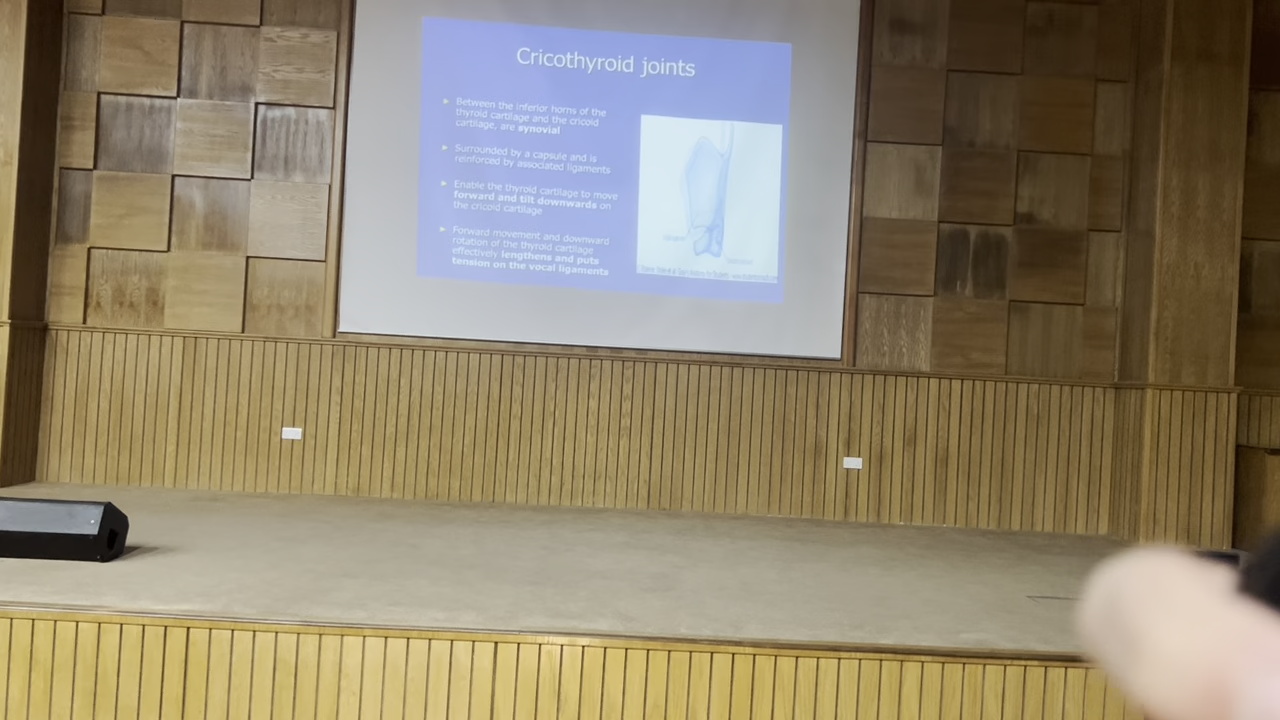 Cricothyroid joints
Between the inferior horns of the
thyroid cartilage and the cricoid
cartilage, are synovial
Surrounded by a capsule and is
reinforced by associated ligaments
Enable the thyroid cartilage to move
forward and tilt downwards on
the cricoid cartilage
Forward movement and downward
rotation of the thyroid cartilage
effectively lengthens and puts
tension on the vocal ligaments